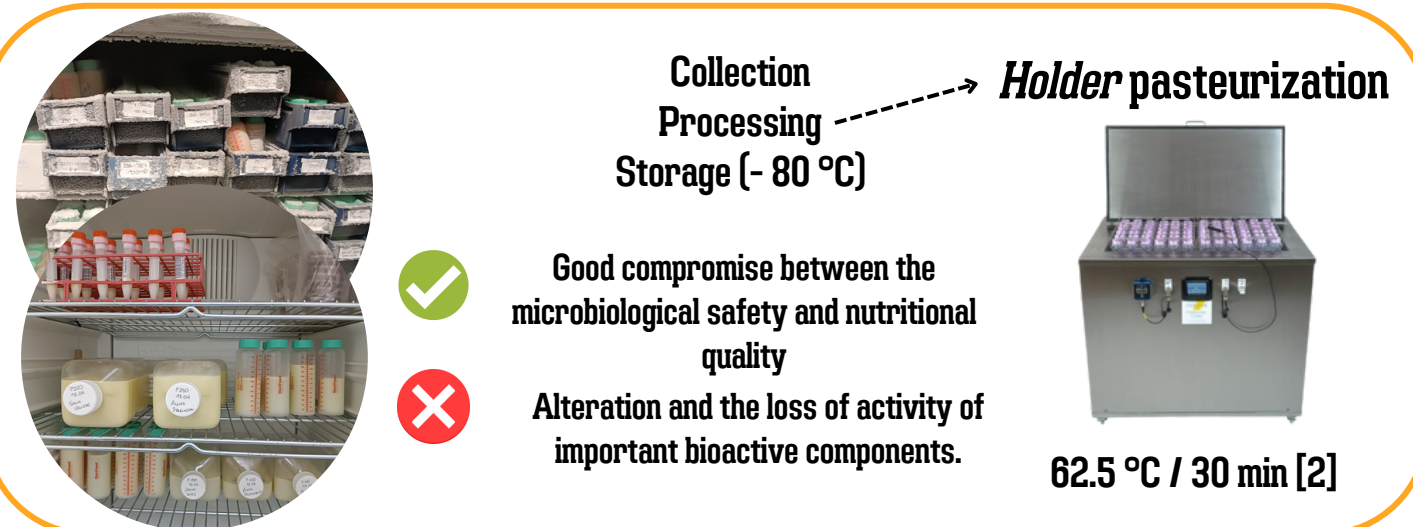 Collection
Processing
Storage (- 80 °C)
Holder pasteurization
Good compromise between the
microbiological safety and nutritional
quality
Alteration and the loss of activity of
important bioactive components.
62.5 °C / 30 min [2]